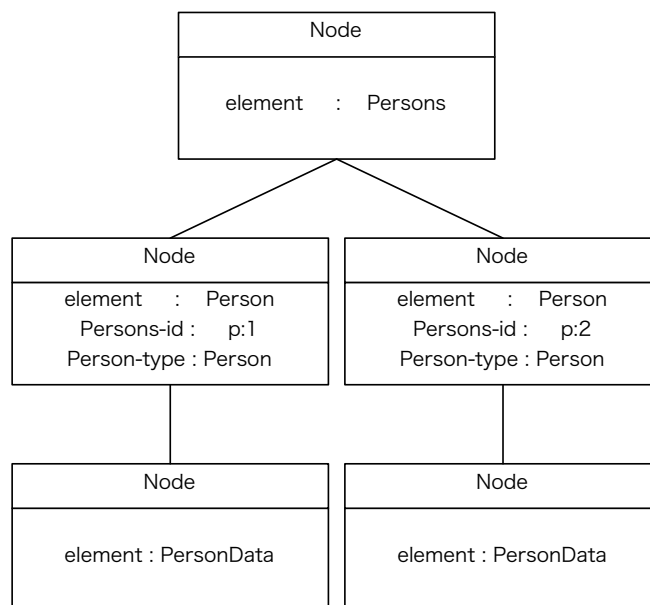 Node
element : Persons
Node
element : Person
Persons-id : p:1
Person-type : Person
Node
element : Person
Persons-id : p:2
Person-type : Person
Node
element : PersonData
Node
element : PersonData